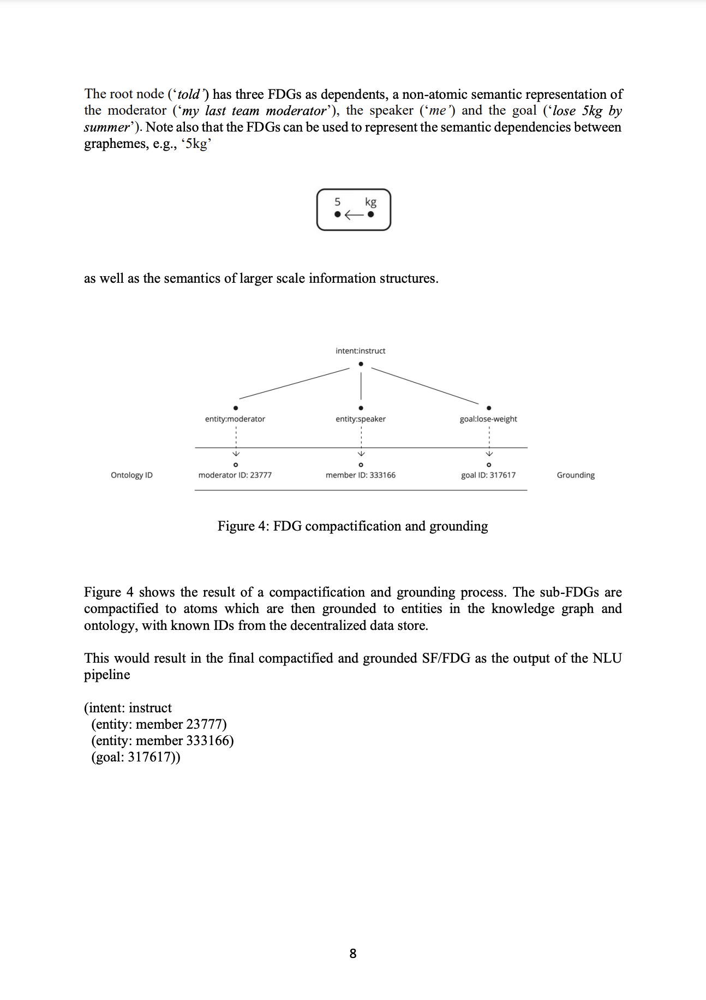 The root node (‘told’) has three FDGs as dependents, a non-atomic semantic representation of
the moderator (‘my last team moderator’), the speaker (‘me’) and the goal (‘lose 5kg by
summer’). Note also that the FDGs can be used to represent the semantic dependencies between
graphemes, e.g., ‘5kg’
5 kg
as well as the semantics of larger scale information structures.
intent:instruct
entity:moderator entity:speaker goal:lose-weight
Ontology ID moderator ID: 23777 member ID: 333166 goal ID: 317617 Grounding
Figure 4: FDG compactification and grounding
Figure 4 shows the result of a compactification and grounding process. The sub-FDGs are
compactified to atoms which are then grounded to entities in the knowledge graph and
ontology, with known IDs from the decentralized data store.
This would result in the final compactified and grounded SF/FDG as the output of the NLU
pipeline
(intent: instruct
(entity: member 23777)
(entity: member 333166)
(goal: 317617))
8